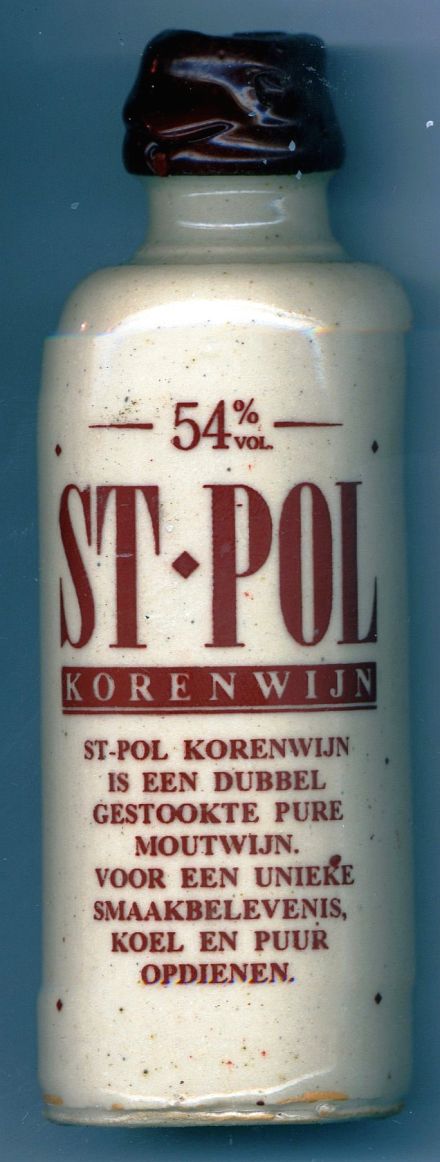 54% VOL.
ST·POL
KORENWIJN
ST-POL KORENWIJN
IS EEN DUBBEL
GESTOOKTE PURE
MOUTWIJN.
VOOR EEN UNIEKE
SMAAKBELEVENIS,
KOEL EN PUUR
OPDIENEN.